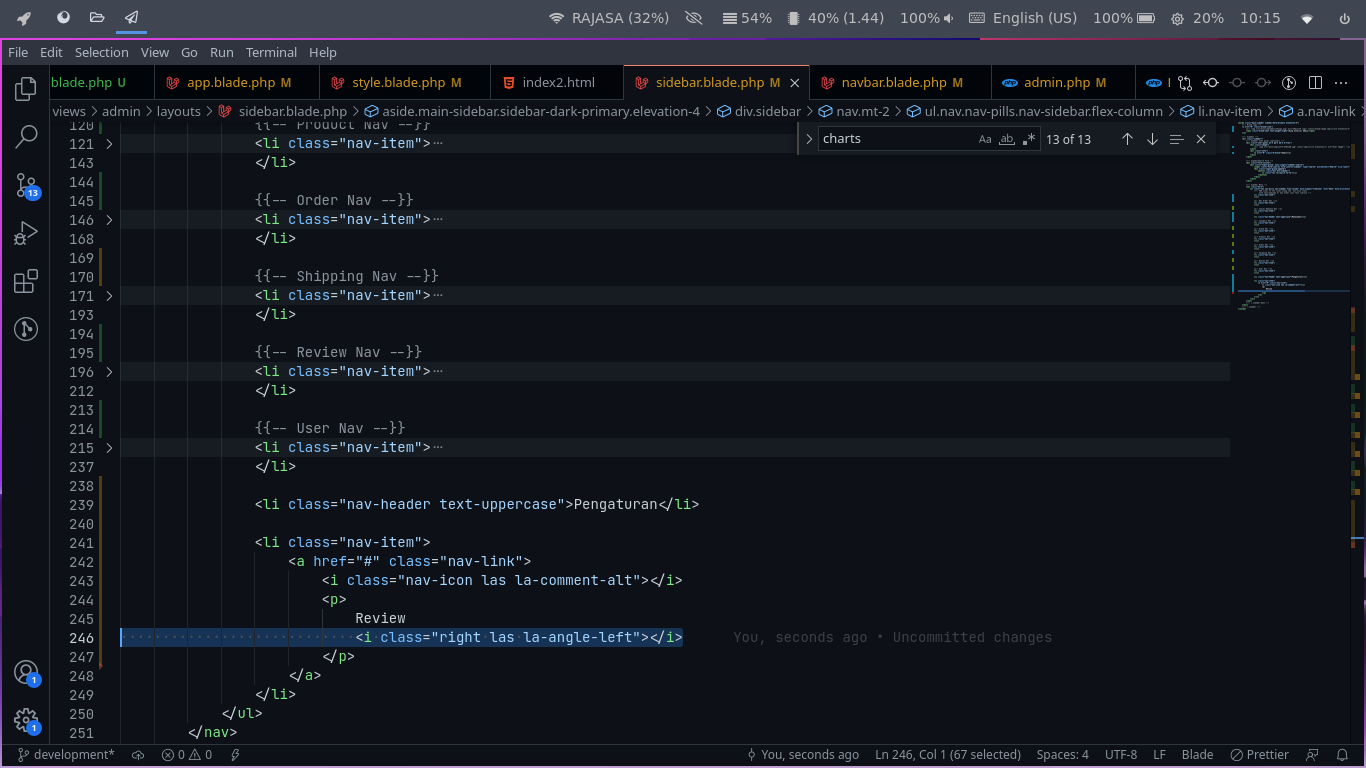 RAJASA (32%) 54% 40% (1.44) 100% English (US) 100% 20% 10:15
File Edit Selection View Go Run Terminal Help
blade.php U app.blade.php M style.blade.php M index2.html sidebar.blade.php M navbar.blade.php M admin.php M
views > admin > layouts > sidebar.blade.php > aside.main-sidebar.sidebar-dark-primary.elevation-4 > div.sidebar > nav.mt-2 > ul.nav.nav-pills.nav-sidebar.flex-column > li.nav-item > a.nav-link >
charts Aa ab .* 13 of 13
120 {{-- Product Nav --}}
121 <li class="nav-item">…
143 </li>
144
145 {{-- Order Nav --}}
146 <li class="nav-item">…
168 </li>
169
170 {{-- Shipping Nav --}}
171 <li class="nav-item">…
193 </li>
194
195 {{-- Review Nav --}}
196 <li class="nav-item">…
212 </li>
213
214 {{-- User Nav --}}
215 <li class="nav-item">…
237 </li>
238
239 <li class="nav-header text-uppercase">Pengaturan</li>
240
241 <li class="nav-item">
242 <a href="#" class="nav-link">
243 <i class="nav-icon las la-comment-alt"></i>
244 <p>
245 Review
246 <i class="right las la-angle-left"></i> You, seconds ago • Uncommitted changes
247 </p>
248 </a>
249 </li>
250 </ul>
251 </nav>
13
1
1
development* 0 0 You, seconds ago Ln 246, Col 1 (67 selected) Spaces: 4 UTF-8 LF Blade Prettier